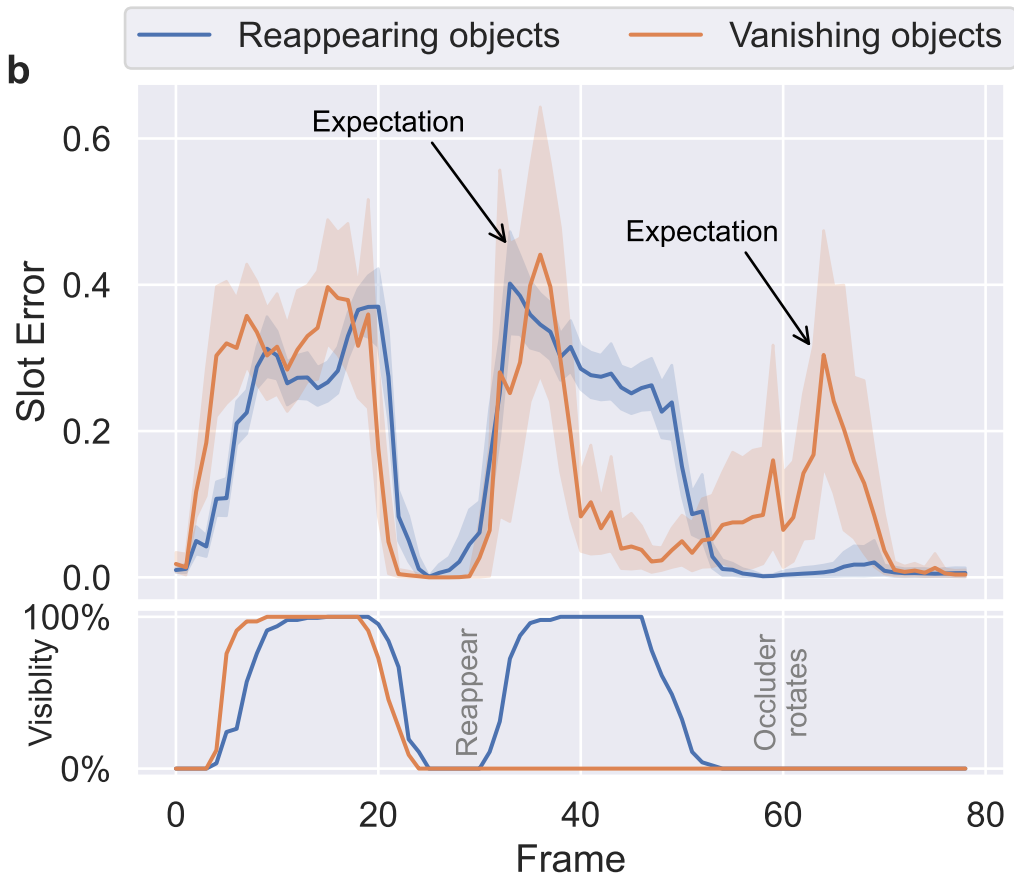 Reappearing objects
Vanishing objects
b
Expectation
Expectation
Slot Error
0.6
0.4
0.2
0.0
Visiblity
100%
0%
Reappear
Occluder
rotates
0
20
40
60
80
Frame